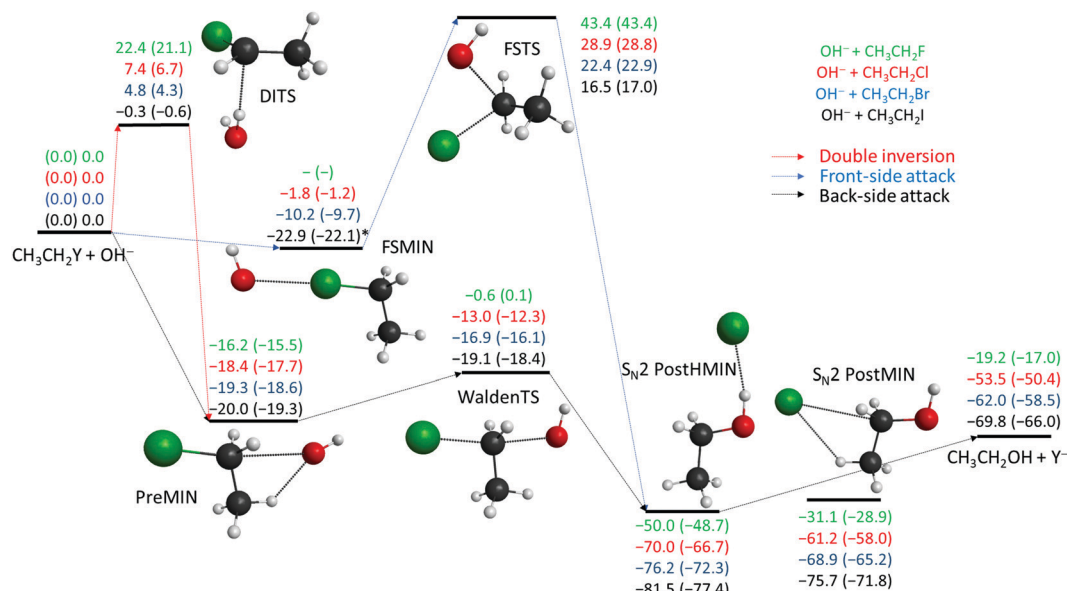 22.4 (21.1)
7.4 (6.7)
4.8 (4.3)
−0.3 (−0.6)
DITS
43.4 (43.4)
28.9 (28.8)
22.4 (22.9)
16.5 (17.0)
FSTS
OH⁻ + CH₃CH₂F
OH⁻ + CH₃CH₂Cl
OH⁻ + CH₃CH₂Br
OH⁻ + CH₃CH₂I
Double inversion
Front-side attack
Back-side attack
(0.0) 0.0
(0.0) 0.0
(0.0) 0.0
(0.0) 0.0
CH₃CH₂Y + OH⁻
− (−)
−1.8 (−1.2)
−10.2 (−9.7)
−22.9 (−22.1)*
FSMIN
−16.2 (−15.5)
−18.4 (−17.7)
−19.3 (−18.6)
−20.0 (−19.3)
PreMIN
−0.6 (0.1)
−13.0 (−12.3)
−16.9 (−16.1)
−19.1 (−18.4)
WaldenTS
Sₙ2 PostHMIN
−50.0 (−48.7)
−70.0 (−66.7)
−76.2 (−72.3)
−81.5 (−77.4)
Sₙ2 PostMIN
−31.1 (−28.9)
−61.2 (−58.0)
−68.9 (−65.2)
−75.7 (−71.8)
−19.2 (−17.0)
−53.5 (−50.4)
−62.0 (−58.5)
−69.8 (−66.0)
CH₃CH₂OH + Y⁻